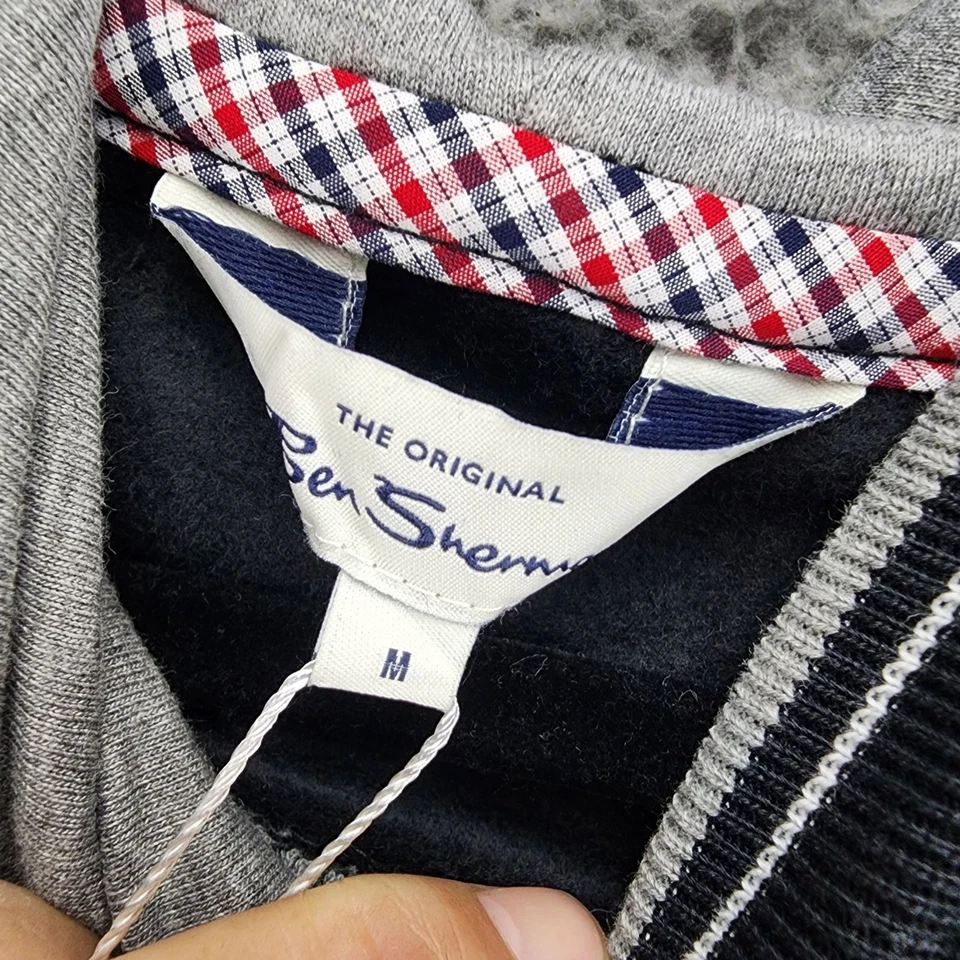 THE ORIGINAL
Ben Sherm
M